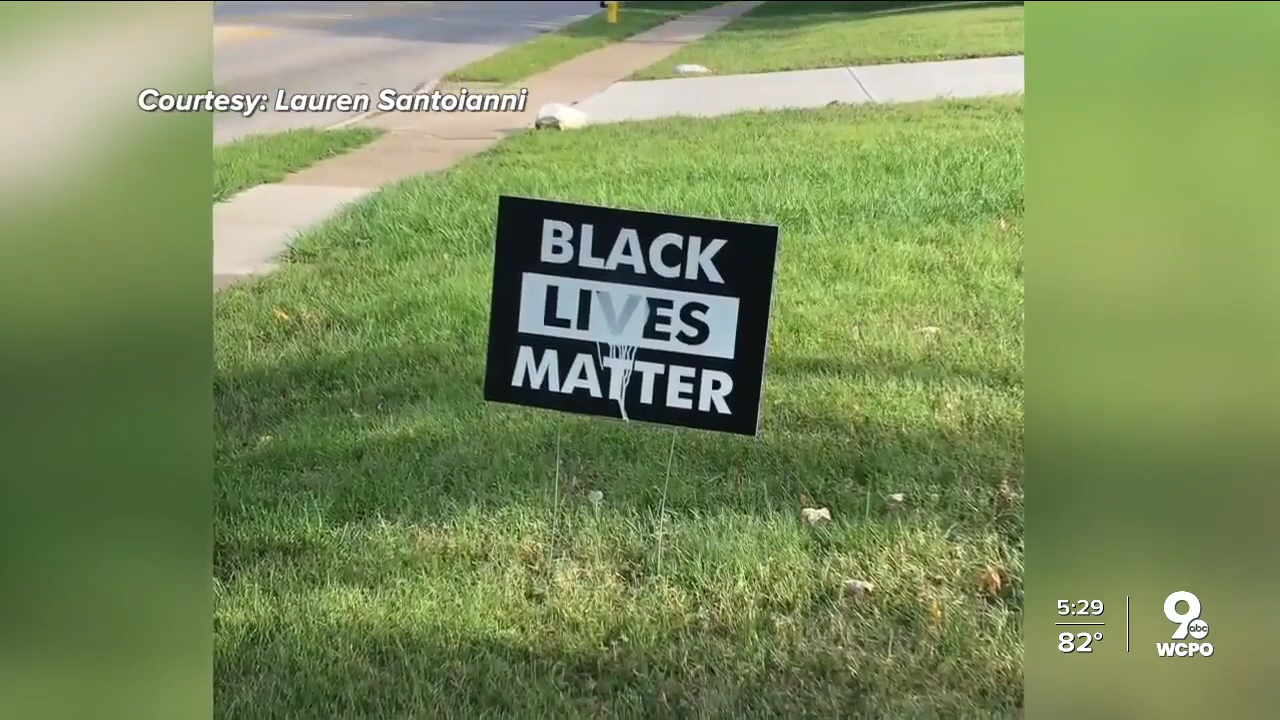 Courtesy: Lauren Santoianni
BLACK
LIVES
MATTER
5:29
82°
9
abc
WCPO